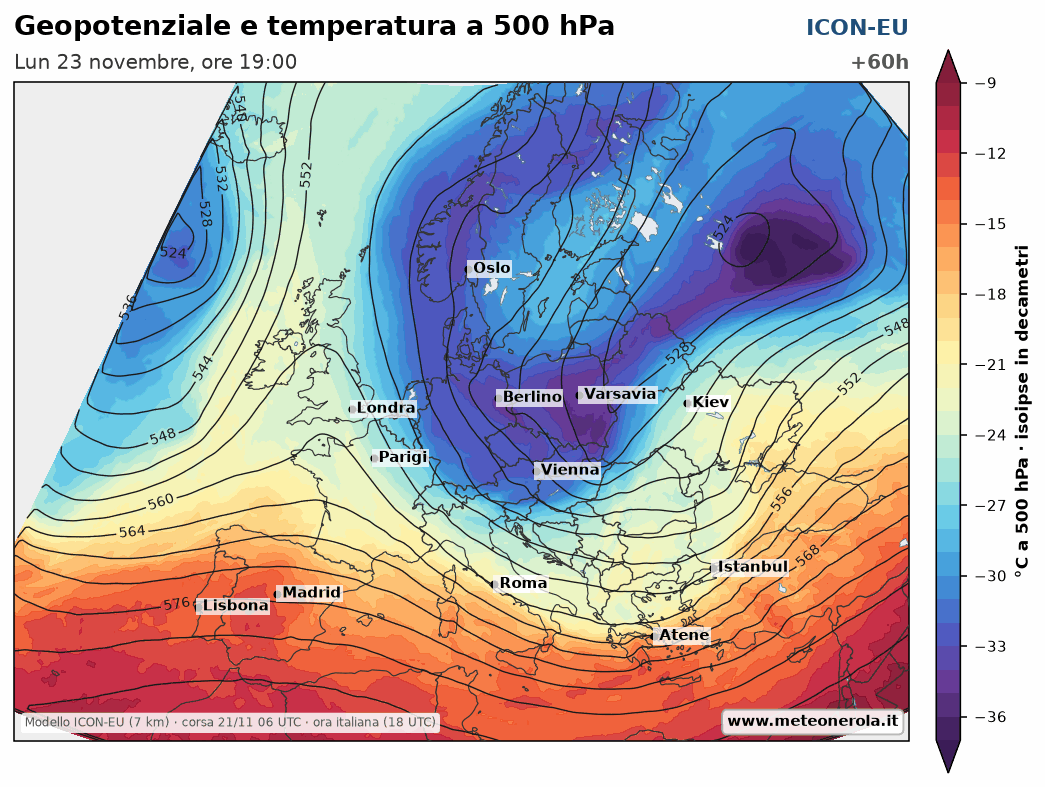 Geopotenziale e temperatura a 500 hPa
ICON-EU
Lun 23 novembre, ore 19:00
+60h
540
552
532
528
524
524
536
Oslo
544
528
548
552
Londra
Berlino
Varsavia
Kiev
548
Parigi
Vienna
560
556
564
568
Istanbul
576
Lisbona
Madrid
Roma
Atene
Modello ICON-EU (7 km) · corsa 21/11 06 UTC · ora italiana (18 UTC)
www.meteonerola.it
−9
−12
−15
−18
−21
−24
−27
−30
−33
−36
°C a 500 hPa · isoipse in decametri